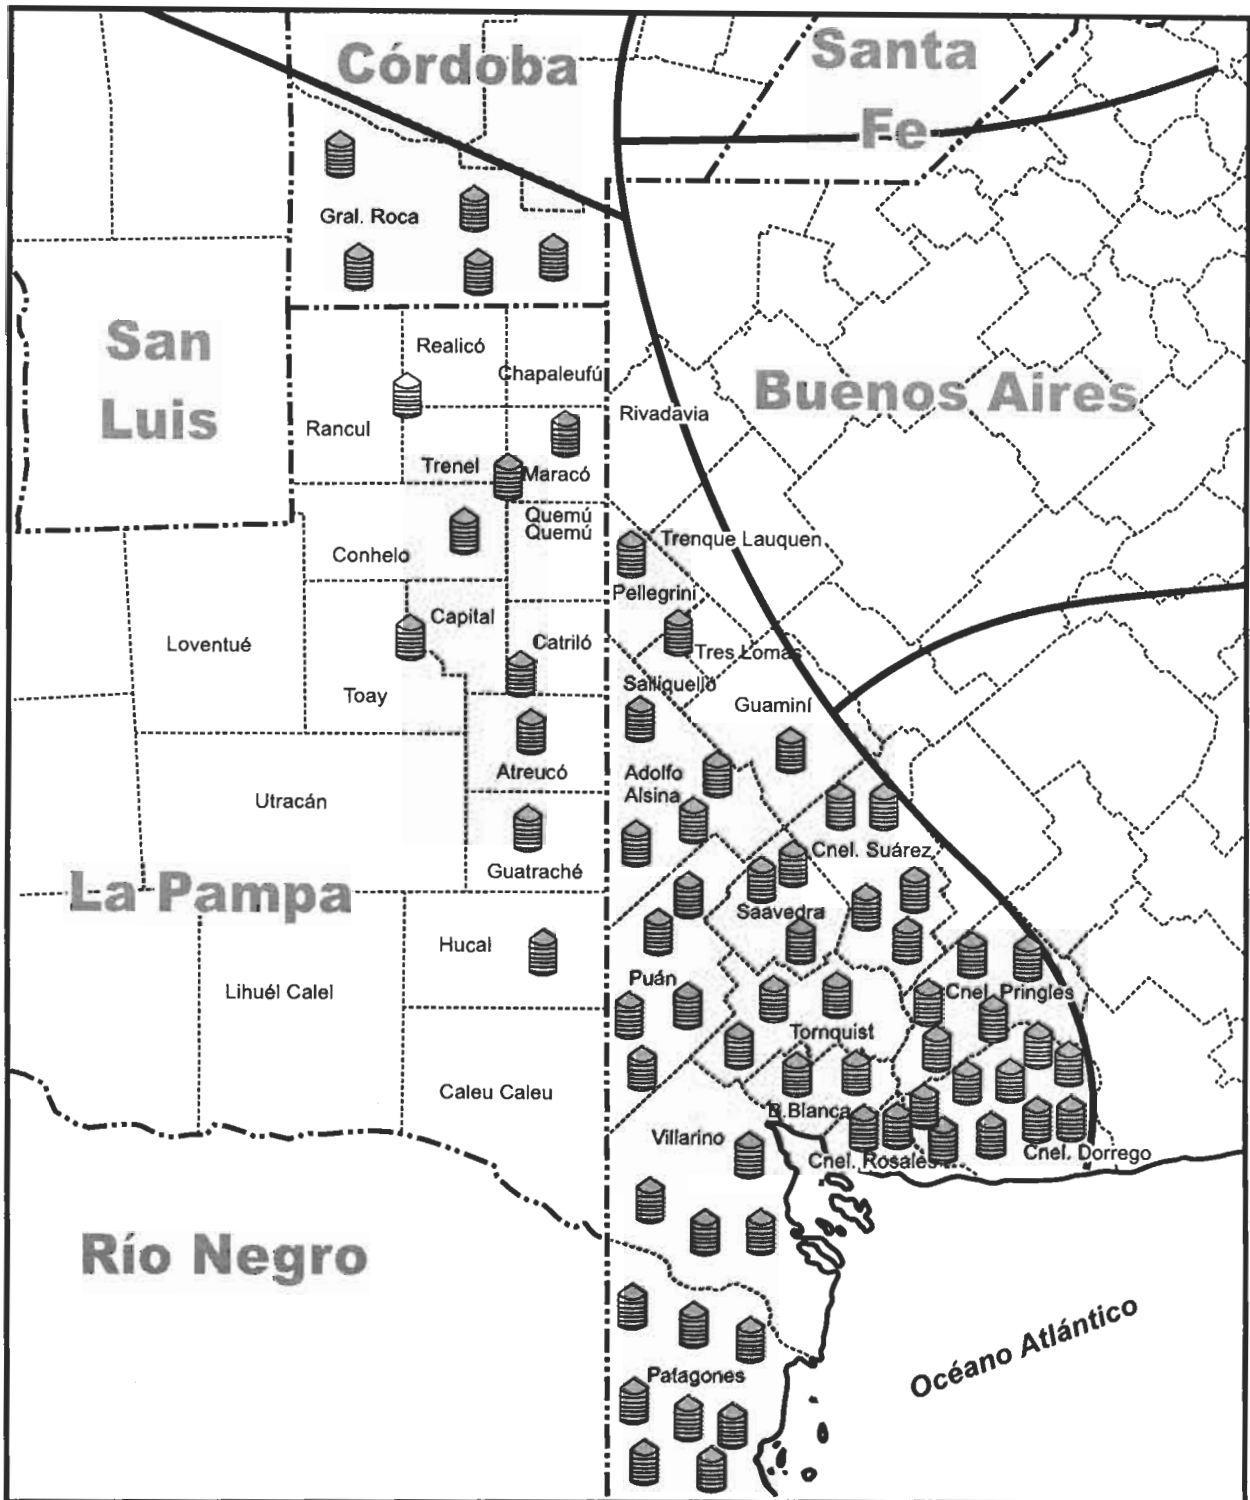 Córdoba
Santa
Fe
Gral. Roca
San
Luis
Realicó
Chapaleufú
Buenos Aires
Rancul
Rivadavia
Trenel
Maracó
Quemú
Quemú
Conhelo
Trenque Lauquen
Pellegrini
Capital
Loventué
Catriló
Tres Lomas
Toay
Salliquelló
Guaminí
Atreucó
Adolfo
Alsina
Utracán
Cnel. Suárez
Guatraché
La Pampa
Saavedra
Hucal
Puán
Lihuél Calel
Cnel. Pringles
Tornquist
Caleu Caleu
B.Blanca
Villarino
Cnel. Rosales
Cnel. Dorrego
Río Negro
Océano Atlántico
Patagones